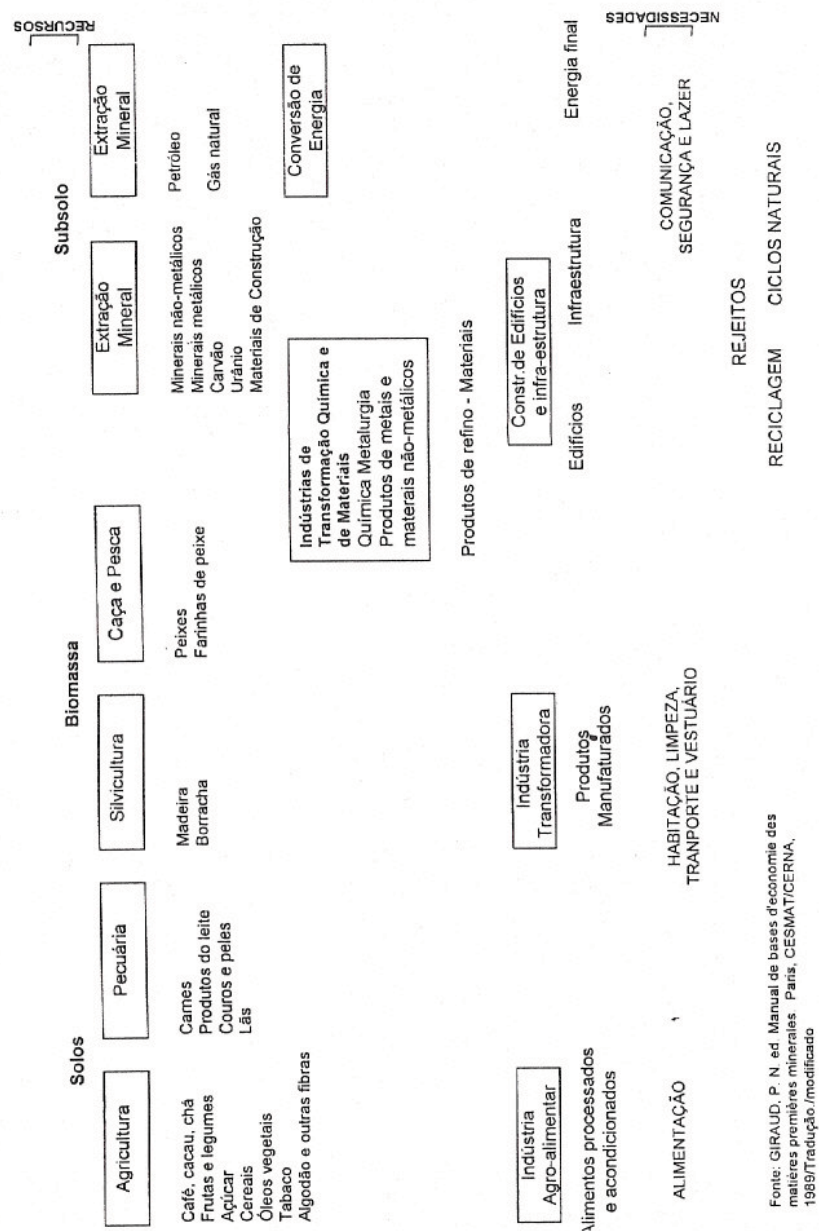 RECURSOS
Solos
Biomassa
Subsolo
Agricultura
Pecuária
Silvicultura
Caça e Pesca
Extração
Mineral
Extração
Mineral
Café, cacau, chá
Frutas e legumes
Açúcar
Cereais
Óleos vegetais
Tabaco
Algodão e outras fibras
Carnes
Produtos do leite
Couros e peles
Lãs
Madeira
Borracha
Peixes
Farinhas de peixe
Minerais não-metálicos
Minerais metálicos
Carvão
Urânio
Materiais de Construção
Petróleo
Gás natural
Indústrias de
Transformação Química e
de Materiais
Química Metalurgia
Produtos de metais e
materais não-metálicos
Conversão de
Energia
Produtos de refino - Materiais
Indústria
Agro-alimentar
Indústria
Transformadora
Constr.de Edifícios
e infra-estrutura
Alimentos processados
e acondicionados
Produtos
Manufaturados
Edifícios
Infraestrutura
Energia final
NECESSIDADES
ALIMENTAÇÃO
HABITAÇÃO, LIMPEZA,
TRANPORTE E VESTUÁRIO
COMUNICAÇÃO,
SEGURANÇA E LAZER
REJEITOS
RECICLAGEM
CICLOS NATURAIS
Fonte: GIRAUD, P. N. ed. Manual de bases d'economie des
matières premières minerales. Paris, CESMAT/CERNA,
1989/Tradução./modificado